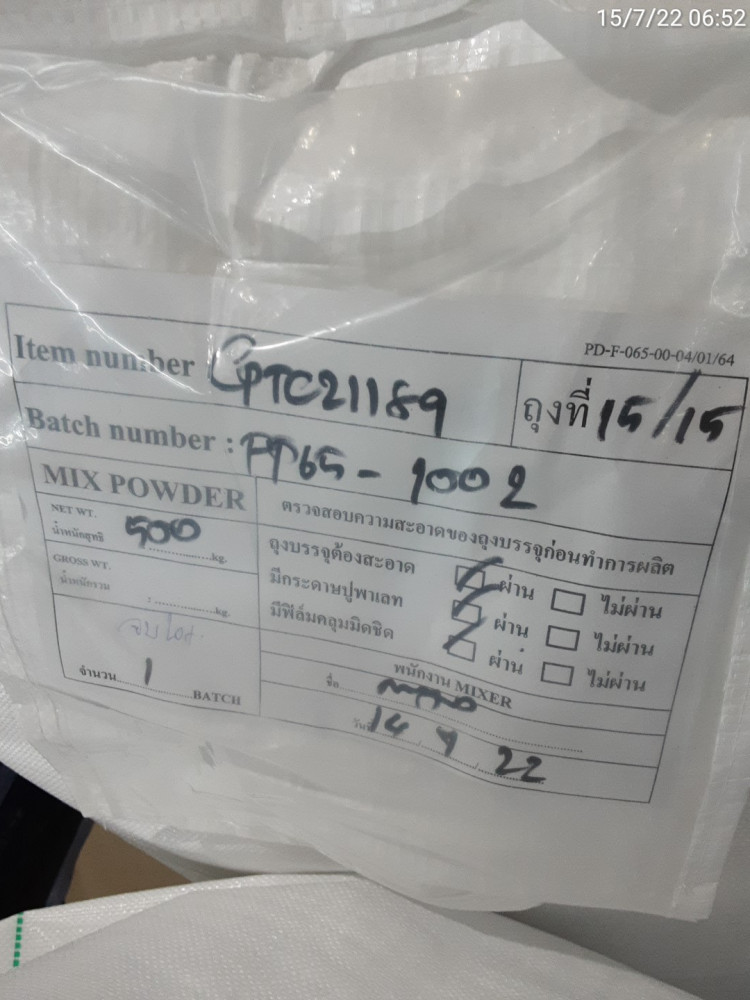 15/7/22 06:52
PD-F-065-00-04/01/64
Item number CPTC21189
ถุงที่ 15/15
Batch number : PP65-1002
MIX POWDER
ตรวจสอบความสะอาดของถุงบรรจุก่อนทำการผลิต
NET WT.
น้ำหนักสุทธิ 500 kg.
ถุงบรรจุต้องสะอาด ผ่าน ไม่ผ่าน
GROSS WT.
น้ำหนักรวม kg.
มีกระดาษปูพาเลท ผ่าน ไม่ผ่าน
มีฟิล์มคลุมมิดชิด ผ่าน ไม่ผ่าน
จำนวน 1 BATCH
พนักงาน MIXER
ชื่อ
วันที่ 14 / / 22